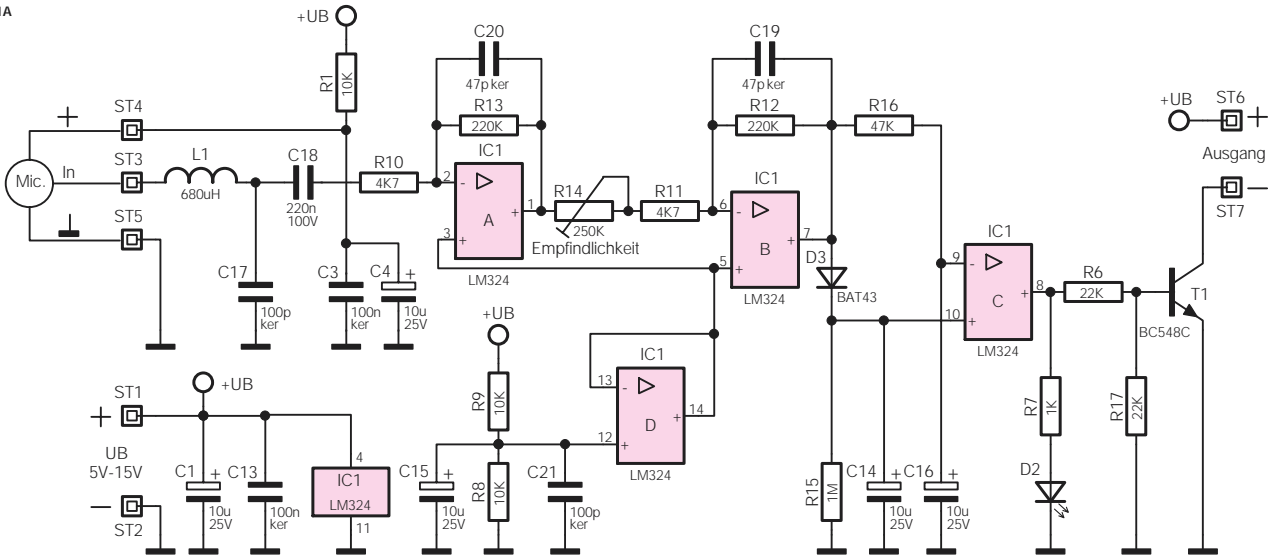 +UB
C20
C19
47p ker
47p ker
R1
10K
R13
220K
R12
220K
R16
47K
ST4
+UB
ST6
ST3
L1
C18
IC1
Ausgang
Mic.
In
680uH
R10
4K7
2
-
A
1
+
R14
250K
Empfindlichkeit
R11
4K7
IC1
6
-
B
7
+
ST7
220n
100V
ST5
3
+
LM324
5
+
LM324
D3
BAT43
IC1
9
-
C
8
+
10
+
LM324
R6
22K
T1
BC548C
C17
100p
ker
C3
100n
ker
C4
+
10u
25V
+UB
IC1
13
-
D
14
+
12
+
LM324
R9
10K
ST1
+UB
UB
5V-15V
ST2
C1
+
10u
25V
C13
100n
ker
4
IC1
LM324
11
C15
+
10u
25V
R8
10K
C21
100p
ker
R15
1M
C14
+
10u
25V
C16
+
10u
25V
R7
1K
D2
R17
22K